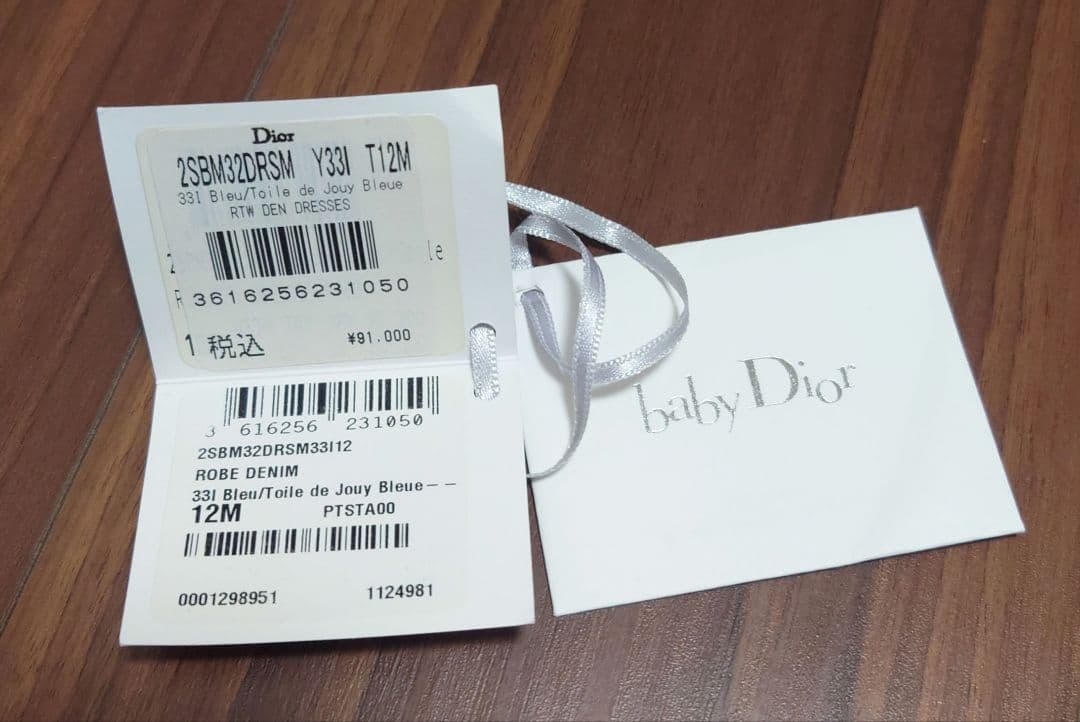 Dior
2SBM32DRSM Y33I T12M
33I Bleu/Toile de Jouy Bleue
RTW DEN DRESSES
3616256231050
1 税込 ¥91,000
3 616256 231050
2SBM32DRSM33I12
ROBE DENIM
33I Bleu/Toile de Jouy Bleue--
12M PTSTA00
0001298951 1124981
baby Dior